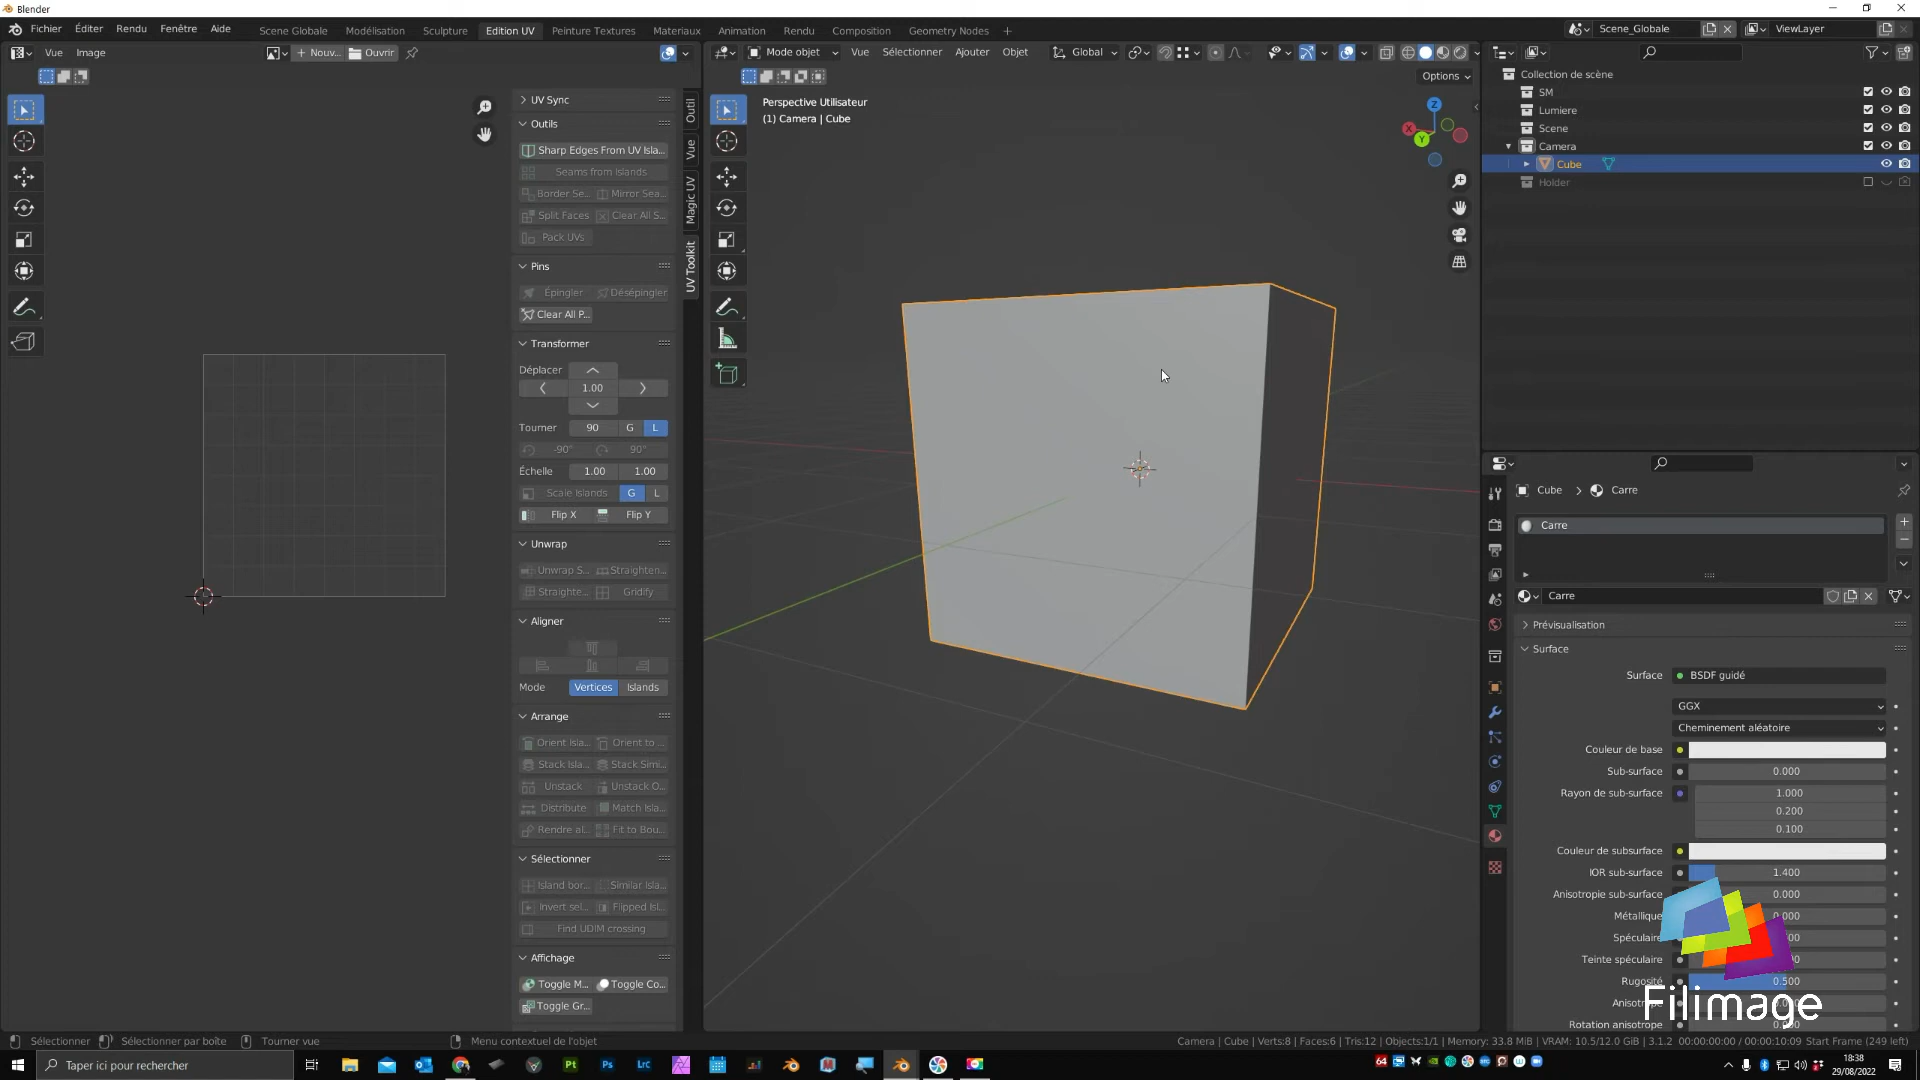 Blender
Fichier Éditer Rendu Fenêtre Aide
Scene Globale Modélisation Sculpture Edition UV Peinture Textures Materiaux Animation Rendu Composition Geometry Nodes +
Scene_Globale ViewLayer
Vue Image + Nouv... Ouvrir
Mode objet Vue Sélectionner Ajouter Objet Global
Options
Perspective Utilisateur
(1) Camera | Cube
UV Sync
Outils
Sharp Edges From UV Isla...
Seams from Islands
Border Se... Mirror Sea...
Split Faces Clear All S...
Pack UVs
Pins
Épingler Désépingler
Clear All P...
Transformer
Déplacer
1.00
Tourner 90 G L
-90° 90°
Échelle 1.00 1.00
Scale Islands G L
Flip X Flip Y
Unwrap
Unwrap S... Straighten...
Straighte... Gridify
Aligner
Mode Vertices Islands
Arrange
Orient Isla... Orient to ...
Stack Isla... Stack Simi...
Unstack Unstack O...
Distribute Match Isla...
Rendre al... Fit to Bou...
Sélectionner
Island bor... Similar Isla...
Invert sel... Flipped Isl...
Find UDIM crossing
Affichage
Toggle M... Toggle Co...
Toggle Gr...
Outil
Vue
Magic UV
UV Toolkit
Z
X
Y
Collection de scène
SM
Lumiere
Scene
Camera
Cube
Holder
Cube > Carre
Carre
Carre
Prévisualisation
Surface
Surface BSDF guidé
GGX
Cheminement aléatoire
Couleur de base
Sub-surface 0.000
Rayon de sub-surface 1.000
0.200
0.100
Couleur de subsurface
IOR sub-surface 1.400
Anisotropie sub-surface 0.000
Métallique 0.000
Spéculaire
Teinte spéculaire
Rugosité 0.500
Rotation anisotrope
Filimage
Sélectionner Sélectionner par boîte Tourner vue Menu contextuel de l'objet
Camera | Cube | Verts:8 | Faces:6 | Tris:12 | Objects:1/1 | Memory: 33.8 MiB | VRAM: 10.5/12.0 GiB | 3.1.2 00:00:00:00 / 00:00:10:09 Start Frame (249 left)
Taper ici pour rechercher
Pt Ps Lrc
64
18:38
29/08/2022